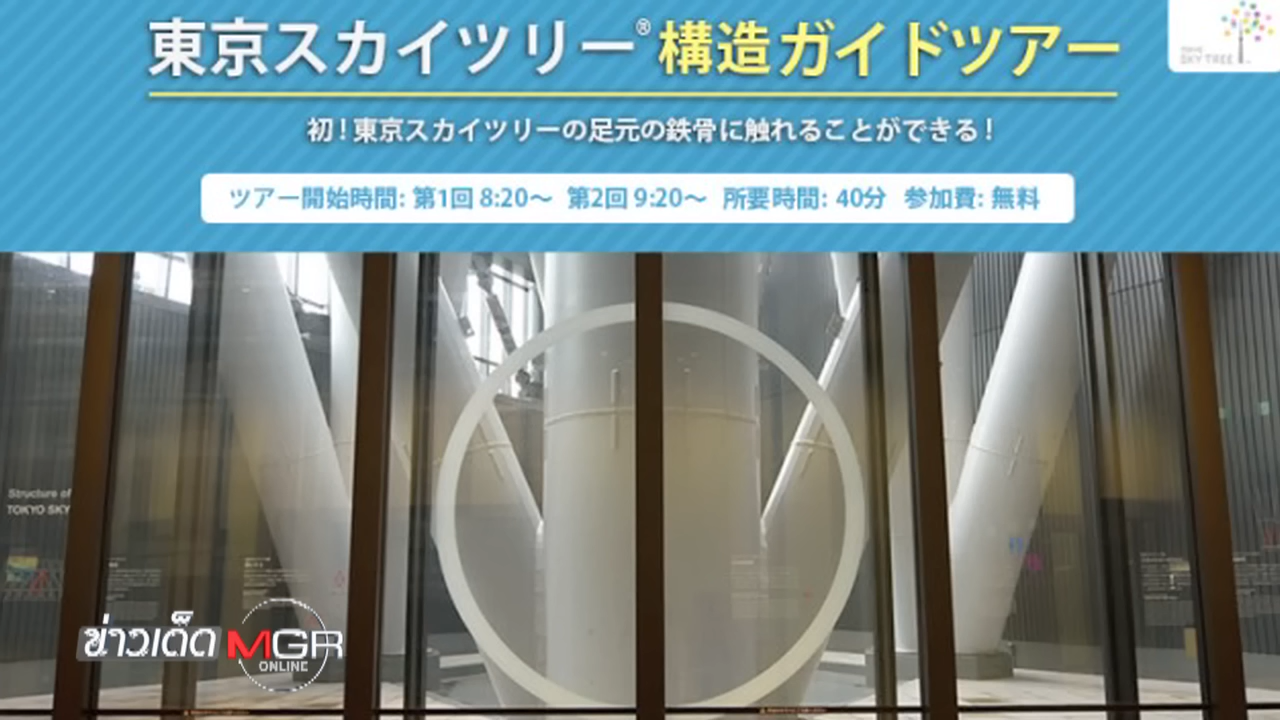 東京スカイツリー®構造ガイドツアー
TOKYO
SKY TREE
初！東京スカイツリーの足元の鉄骨に触れることができる！
ツアー開始時間: 第1回 8:20～ 第2回 9:20～ 所要時間: 40分 参加費: 無料
Structure of
TOKYO SKY
ข่าวเด็ด MGR
ONLINE